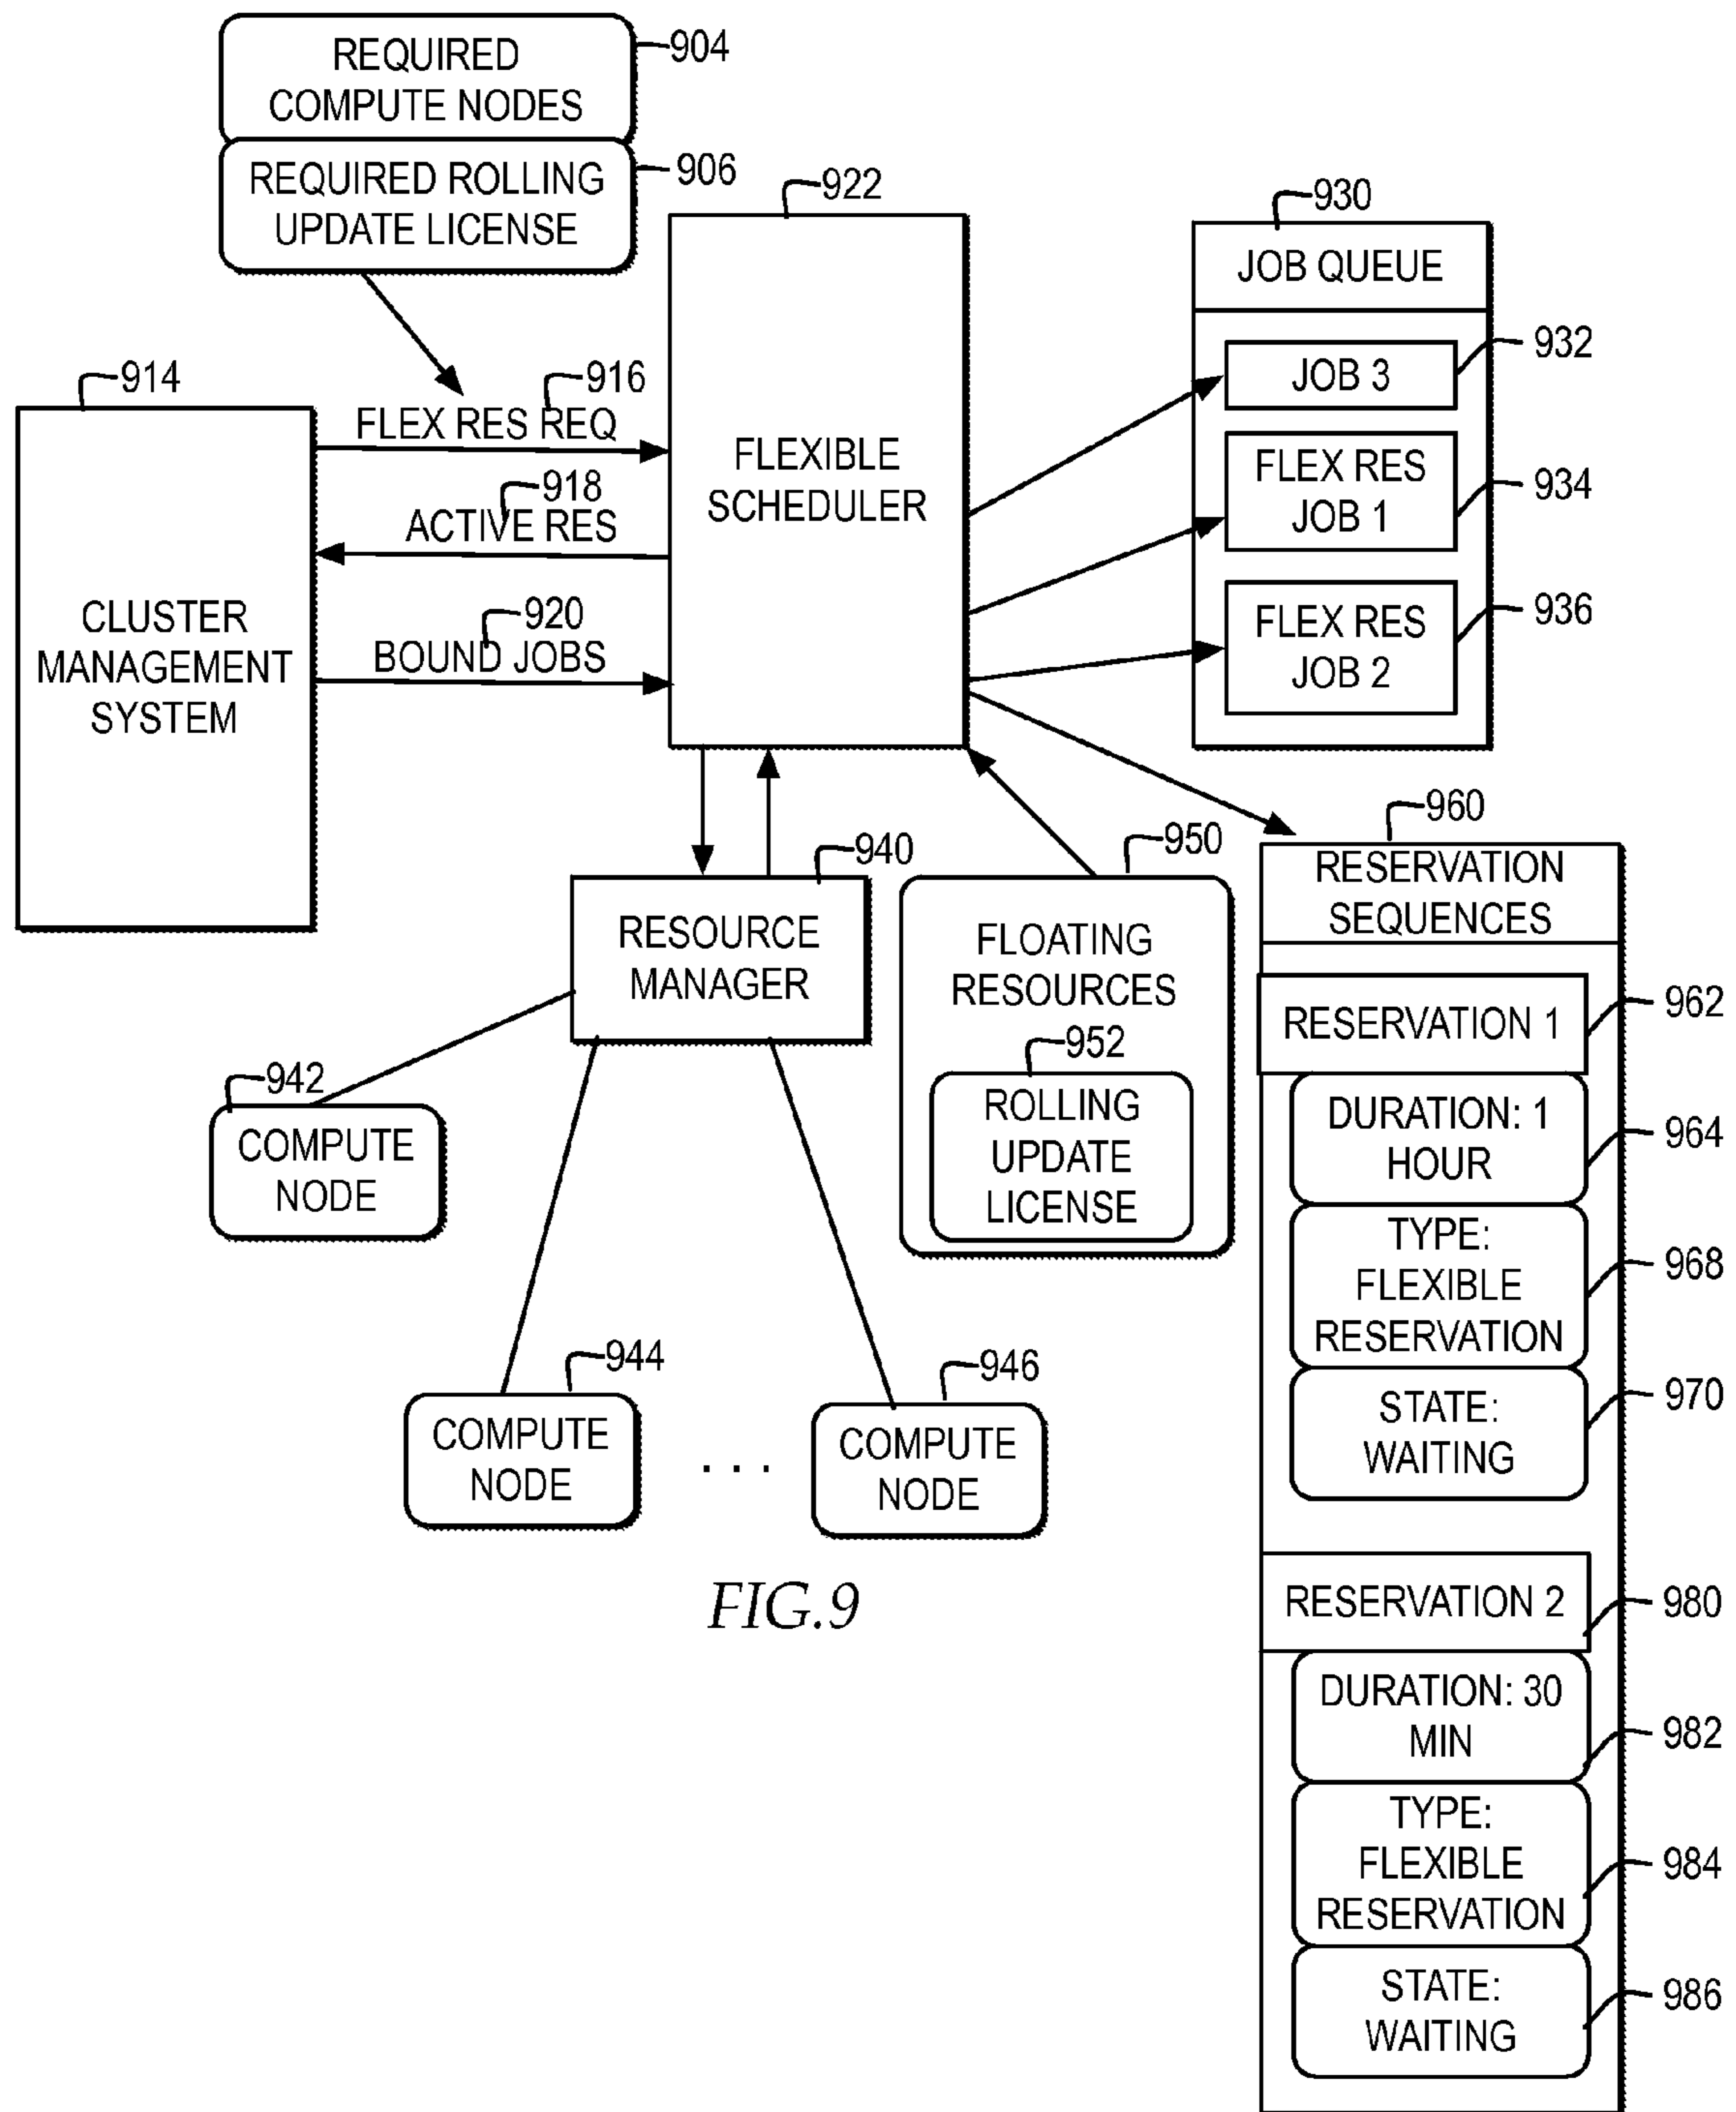 REQUIRED
COMPUTE NODES
904
REQUIRED ROLLING
UPDATE LICENSE
906
922
FLEXIBLE
SCHEDULER
930
JOB QUEUE
JOB 3
932
FLEX RES
JOB 1
934
FLEX RES
JOB 2
936
914
CLUSTER
MANAGEMENT
SYSTEM
916
FLEX RES REQ
918
ACTIVE RES
920
BOUND JOBS
940
RESOURCE
MANAGER
950
FLOATING
RESOURCES
952
ROLLING
UPDATE
LICENSE
942
COMPUTE
NODE
944
COMPUTE
NODE
. . .
946
COMPUTE
NODE
960
RESERVATION
SEQUENCES
RESERVATION 1
962
DURATION: 1
HOUR
964
TYPE:
FLEXIBLE
RESERVATION
968
STATE:
WAITING
970
RESERVATION 2
980
DURATION: 30
MIN
982
TYPE:
FLEXIBLE
RESERVATION
984
STATE:
WAITING
986
FIG.9